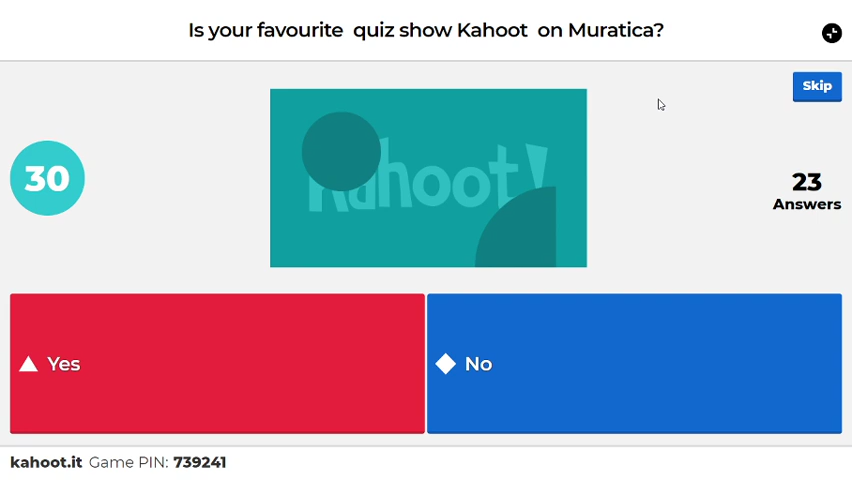 Is your favourite quiz show Kahoot on Muratica?
Skip
Kahoot!
30
23
Answers
Yes
No
kahoot.it Game PIN: 739241